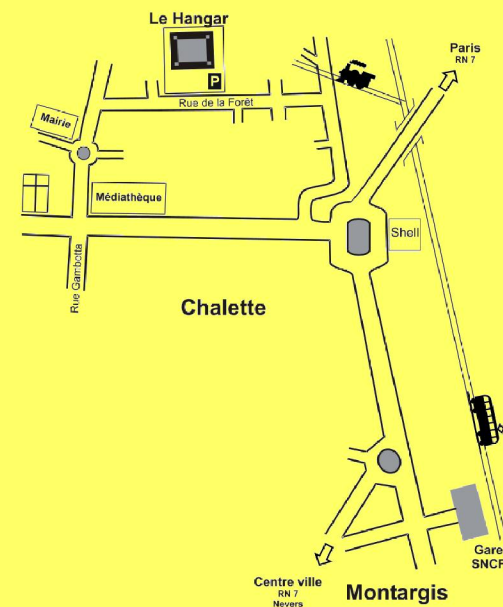 Le Hangar
Paris
RN 7
P
Rue de la Forêt
Mairie
Médiathèque
Shell
Rue Gambotta
Chalette
Gare
SNCF
Centre ville
RN 7
Nevers
Montargis